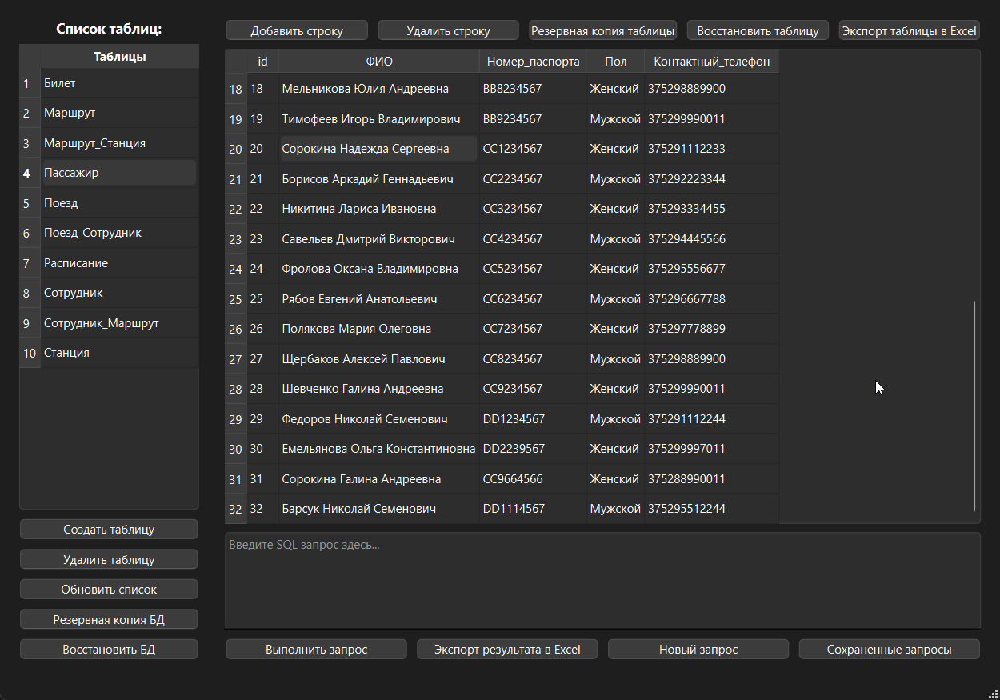 Список таблиц:
Таблицы
1 Билет
2 Маршрут
3 Маршрут_Станция
4 Пассажир
5 Поезд
6 Поезд_Сотрудник
7 Расписание
8 Сотрудник
9 Сотрудник_Маршрут
10 Станция
Создать таблицу
Удалить таблицу
Обновить список
Резервная копия БД
Восстановить БД
Добавить строку Удалить строку Резервная копия таблицы Восстановить таблицу Экспорт таблицы в Excel
id ФИО Номер_паспорта Пол Контактный_телефон
18 18 Мельникова Юлия Андреевна BB8234567 Женский 375298889900
19 19 Тимофеев Игорь Владимирович BB9234567 Мужской 375299990011
20 20 Сорокина Надежда Сергеевна CC1234567 Женский 375291112233
21 21 Борисов Аркадий Геннадьевич CC2234567 Мужской 375292223344
22 22 Никитина Лариса Ивановна CC3234567 Женский 375293334455
23 23 Савельев Дмитрий Викторович CC4234567 Мужской 375294445566
24 24 Фролова Оксана Владимировна CC5234567 Женский 375295556677
25 25 Рябов Евгений Анатольевич CC6234567 Мужской 375296667788
26 26 Полякова Мария Олеговна CC7234567 Женский 375297778899
27 27 Щербаков Алексей Павлович CC8234567 Мужской 375298889900
28 28 Шевченко Галина Андреевна CC9234567 Женский 375299990011
29 29 Федоров Николай Семенович DD1234567 Мужской 375291112244
30 30 Емельянова Ольга Константиновна DD2239567 Женский 375299997011
31 31 Сорокина Галина Андреевна CC9664566 Женский 375288990011
32 32 Барсук Николай Семенович DD1114567 Мужской 375295512244
Введите SQL запрос здесь...
Выполнить запрос Экспорт результата в Excel Новый запрос Сохраненные запросы